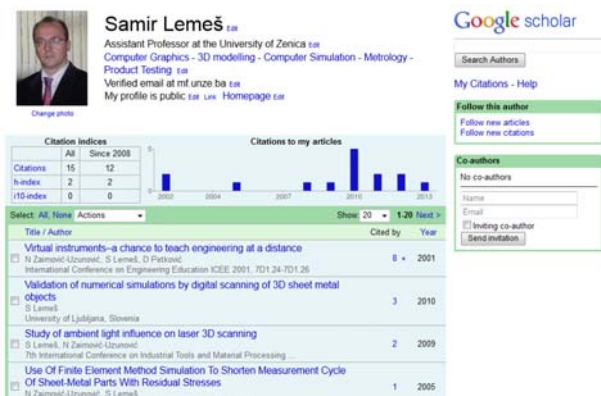 Samir Lemeš Edit
Assistant Professor at the University of Zenica Edit
Computer Graphics - 3D modelling - Computer Simulation - Metrology -
Product Testing Edit
Verified email at mf.unze.ba Edit
My profile is public Edit Link Homepage Edit
Change photo
Google scholar
Search Authors
My Citations - Help
Follow this author
Follow new articles
Follow new citations
Co-authors
No co-authors
Name
Email
Inviting co-author
Send invitation
Citation indices
All Since 2008
Citations 15 12
h-index 2 2
i10-index 0 0
Citations to my articles
5
2002 2004 2007 2010 2013
Select: All, None Actions Show: 20 1-20 Next >
Title / Author Cited by Year
Virtual instruments–a chance to teach engineering at a distance
N Zaimović-Uzunović, S Lemeš, D Petković
International Conference on Engineering Education ICEE 2001, 7D1.24-7D1.26
8 * 2001
Validation of numerical simulations by digital scanning of 3D sheet metal
objects
S Lemeš
University of Ljubljana, Slovenia
3 2010
Study of ambient light influence on laser 3D scanning
S Lemeš, N Zaimović-Uzunović
7th International Conference on Industrial Tools and Material Processing ...
2 2009
Use Of Finite Element Method Simulation To Shorten Measurement Cycle
Of Sheet-Metal Parts With Residual Stresses
N Zaimović-Uzunović, S Lemeš
1 2005